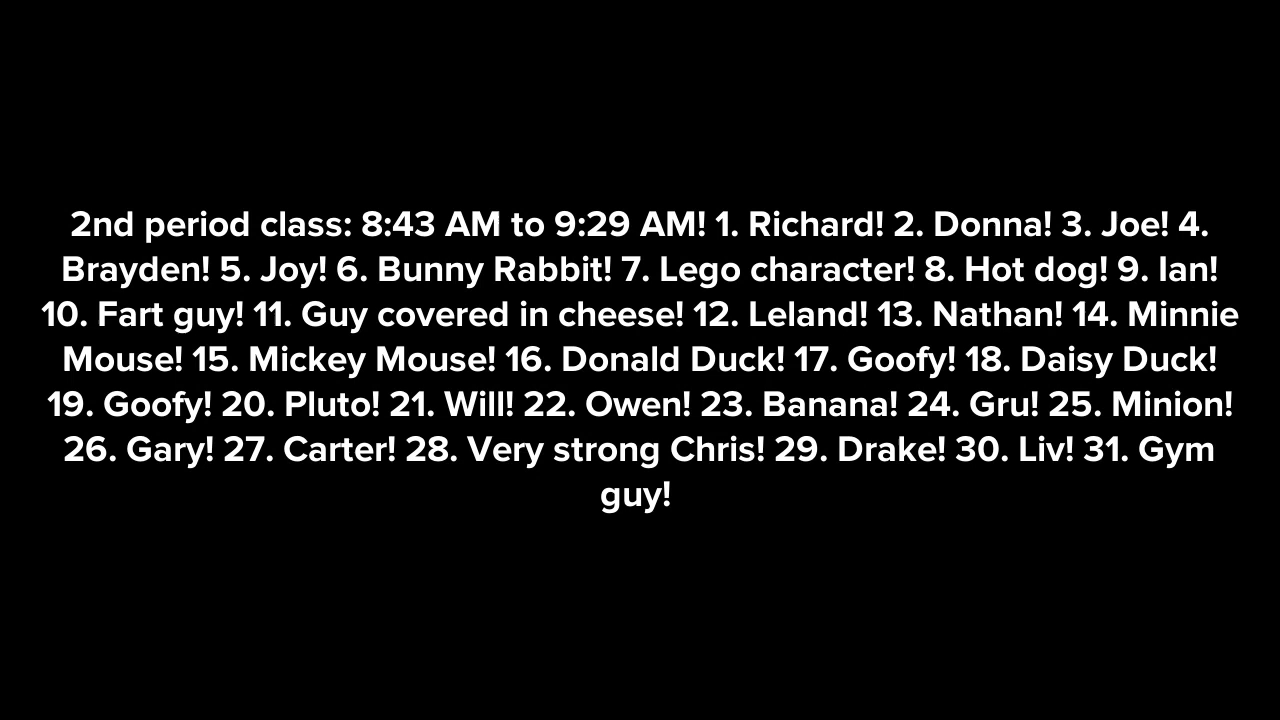 2nd period class: 8:43 AM to 9:29 AM! 1. Richard! 2. Donna! 3. Joe! 4.
Brayden! 5. Joy! 6. Bunny Rabbit! 7. Lego character! 8. Hot dog! 9. Ian!
10. Fart guy! 11. Guy covered in cheese! 12. Leland! 13. Nathan! 14. Minnie
Mouse! 15. Mickey Mouse! 16. Donald Duck! 17. Goofy! 18. Daisy Duck!
19. Goofy! 20. Pluto! 21. Will! 22. Owen! 23. Banana! 24. Gru! 25. Minion!
26. Gary! 27. Carter! 28. Very strong Chris! 29. Drake! 30. Liv! 31. Gym
guy!